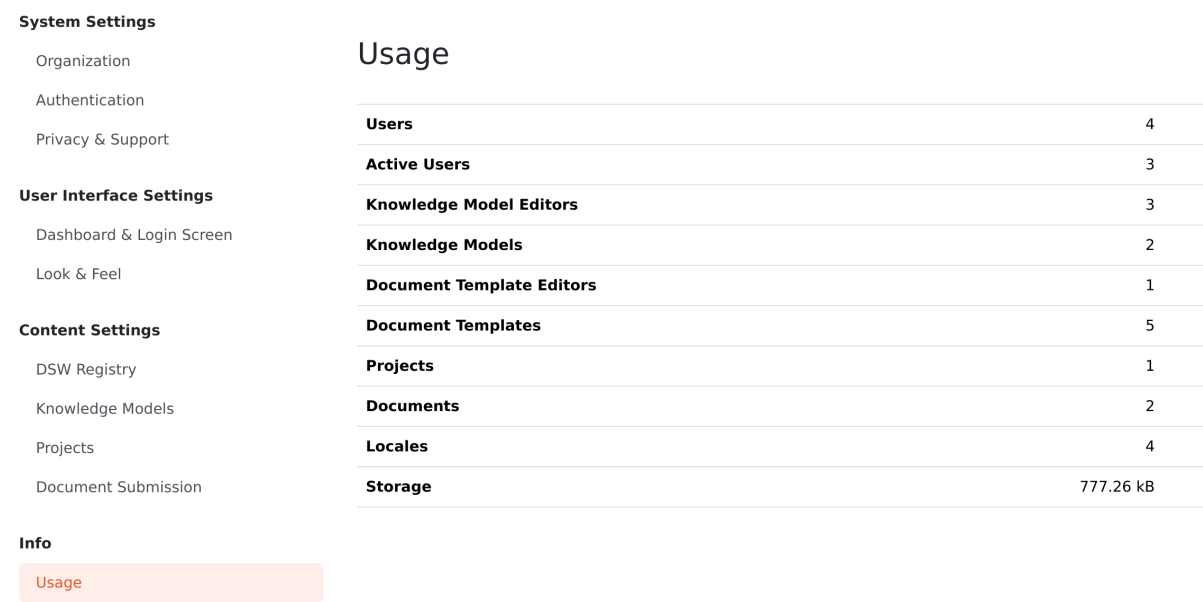 System Settings
Organization
Authentication
Privacy & Support
User Interface Settings
Dashboard & Login Screen
Look & Feel
Content Settings
DSW Registry
Knowledge Models
Projects
Document Submission
Info
Usage
Usage
Users 4
Active Users 3
Knowledge Model Editors 3
Knowledge Models 2
Document Template Editors 1
Document Templates 5
Projects 1
Documents 2
Locales 4
Storage 777.26 kB